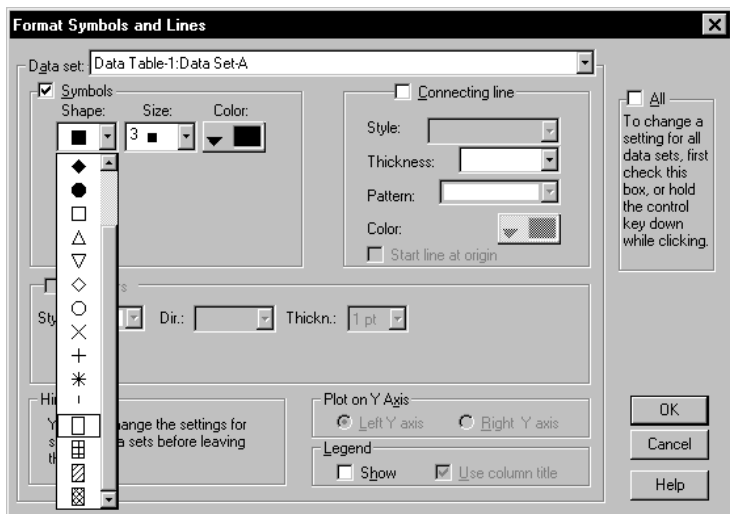 Format Symbols and Lines
Data set: Data Table-1:Data Set-A
Symbols
Shape: Size: Color:
3
Connecting line
Style:
Thickness:
Pattern:
Color:
Start line at origin
All
To change a
setting for all
data sets, first
check this
box, or hold
the control
key down
while clicking.
Dir.: Thickn.: 1 pt
ange the settings for
a sets before leaving
Plot on Y Axis
Left Y axis Right Y axis
Legend
Show Use column title
OK
Cancel
Help